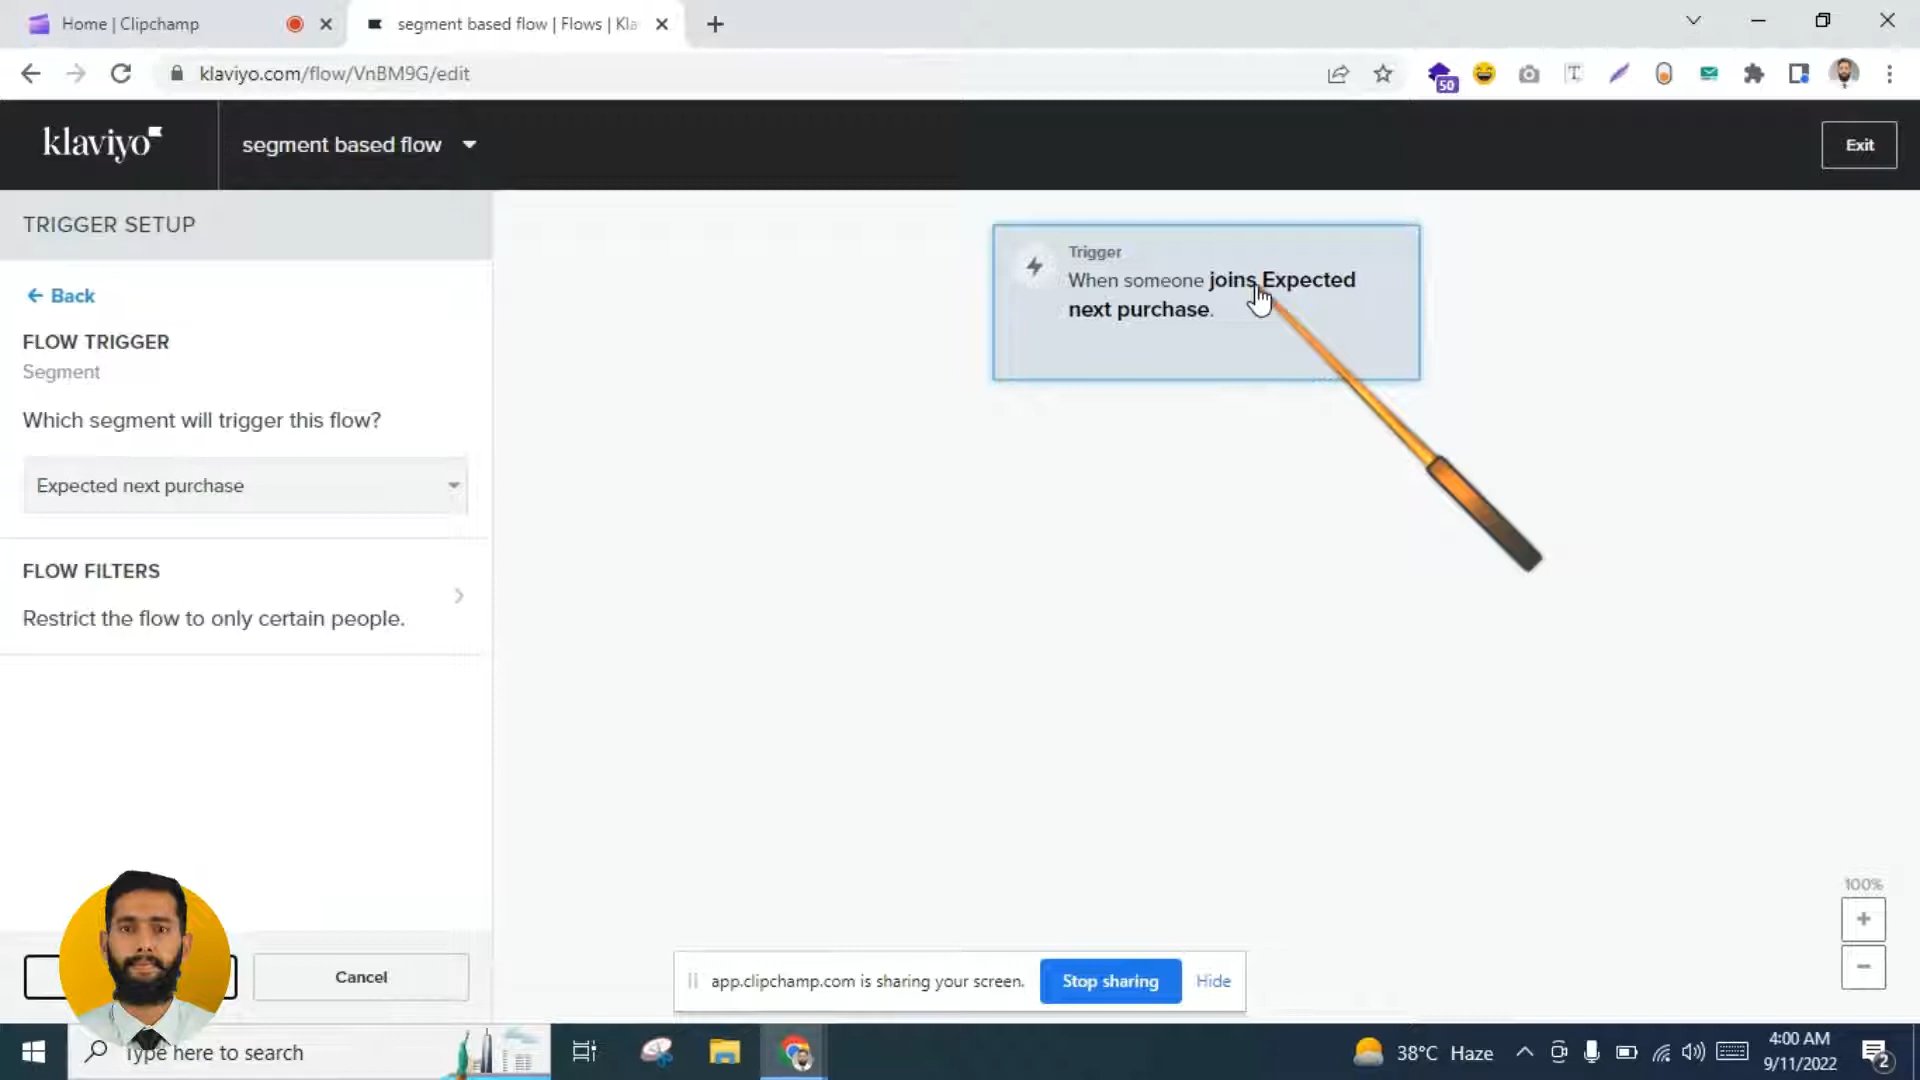 Home | Clipchamp
segment based flow | Flows | Kla
klaviyo.com/flow/VnBM9G/edit
50
klaviyo
segment based flow
Exit
TRIGGER SETUP
Back
FLOW TRIGGER
Segment
Which segment will trigger this flow?
Expected next purchase
FLOW FILTERS
Restrict the flow to only certain people.
Trigger
When someone joins Expected
next purchase.
100%
Cancel
app.clipchamp.com is sharing your screen.
Stop sharing
Hide
Type here to search
38°C Haze
4:00 AM
9/11/2022
2